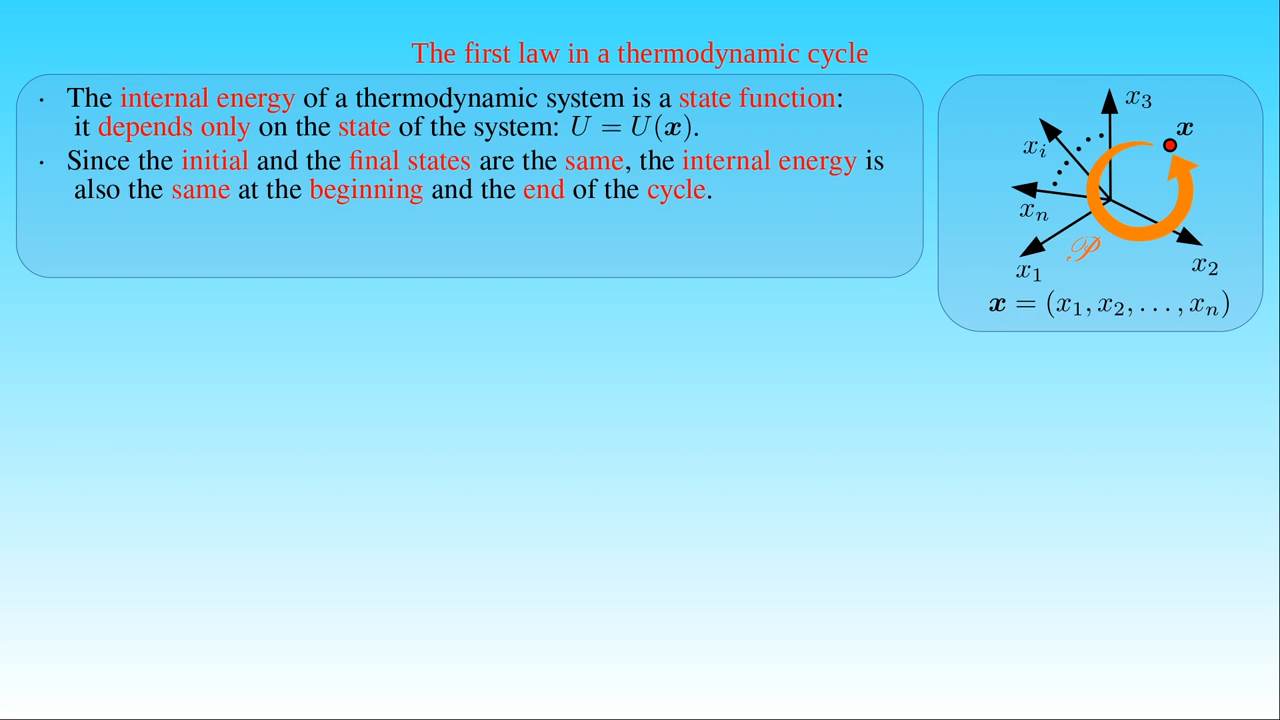 The first law in a thermodynamic cycle
· The internal energy of a thermodynamic system is a state function:
it depends only on the state of the system: U = U(x).
· Since the initial and the final states are the same, the internal energy is
also the same at the beginning and the end of the cycle.
x₃
x
xᵢ
xₙ
𝒫
x₂
x₁
x = (x₁, x₂, . . . , xₙ)